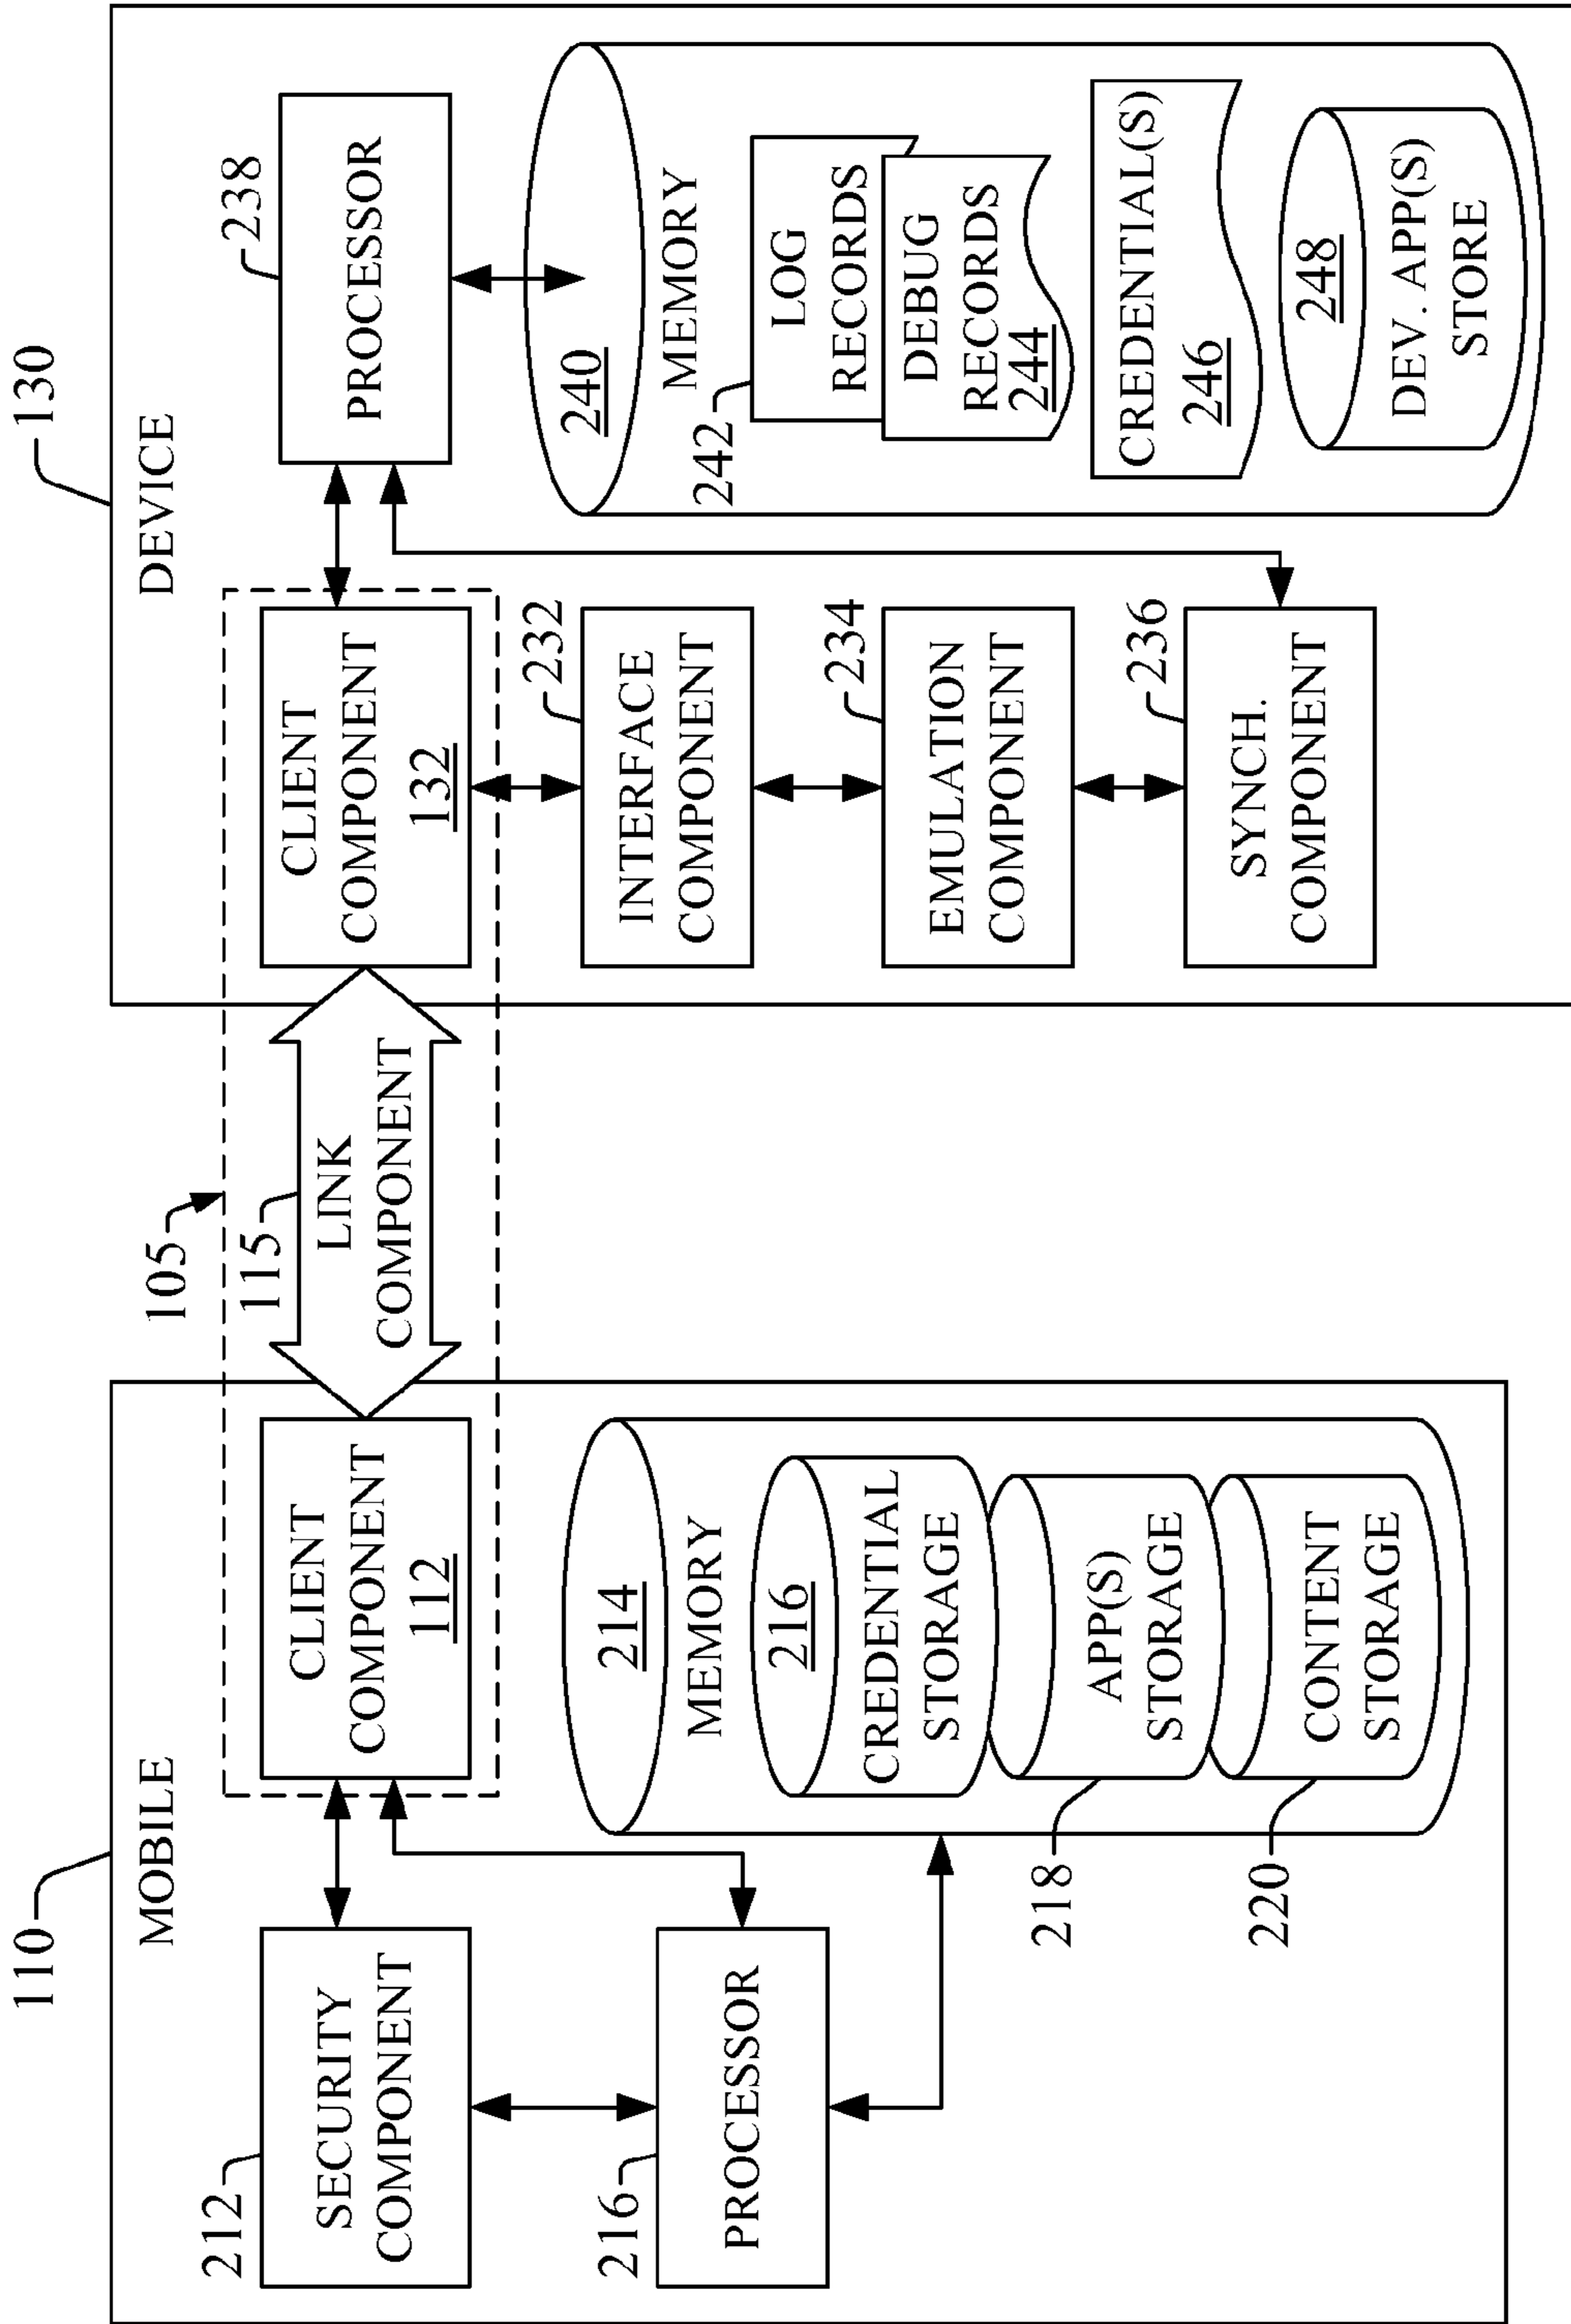 110
MOBILE
212
SECURITY
COMPONENT
216
PROCESSOR
CLIENT
COMPONENT
112
214
MEMORY
216
CREDENTIAL
STORAGE
APP(S)
STORAGE
218
CONTENT
STORAGE
220
105
115
LINK
COMPONENT
130
DEVICE
CLIENT
COMPONENT
132
232
INTERFACE
COMPONENT
234
EMULATION
COMPONENT
236
SYNCH.
COMPONENT
238
PROCESSOR
240
MEMORY
242
LOG
RECORDS
DEBUG
RECORDS
244
CREDENTIAL(S)
246
248
DEV. APP(S)
STORE